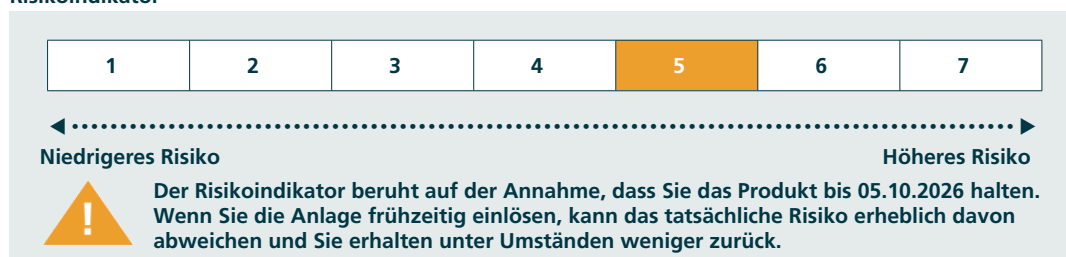 Risikoindikator
1 2 3 4 5 6 7
Niedrigeres Risiko Höheres Risiko
! Der Risikoindikator beruht auf der Annahme, dass Sie das Produkt bis 05.10.2026 halten.
Wenn Sie die Anlage frühzeitig einlösen, kann das tatsächliche Risiko erheblich davon
abweichen und Sie erhalten unter Umständen weniger zurück.